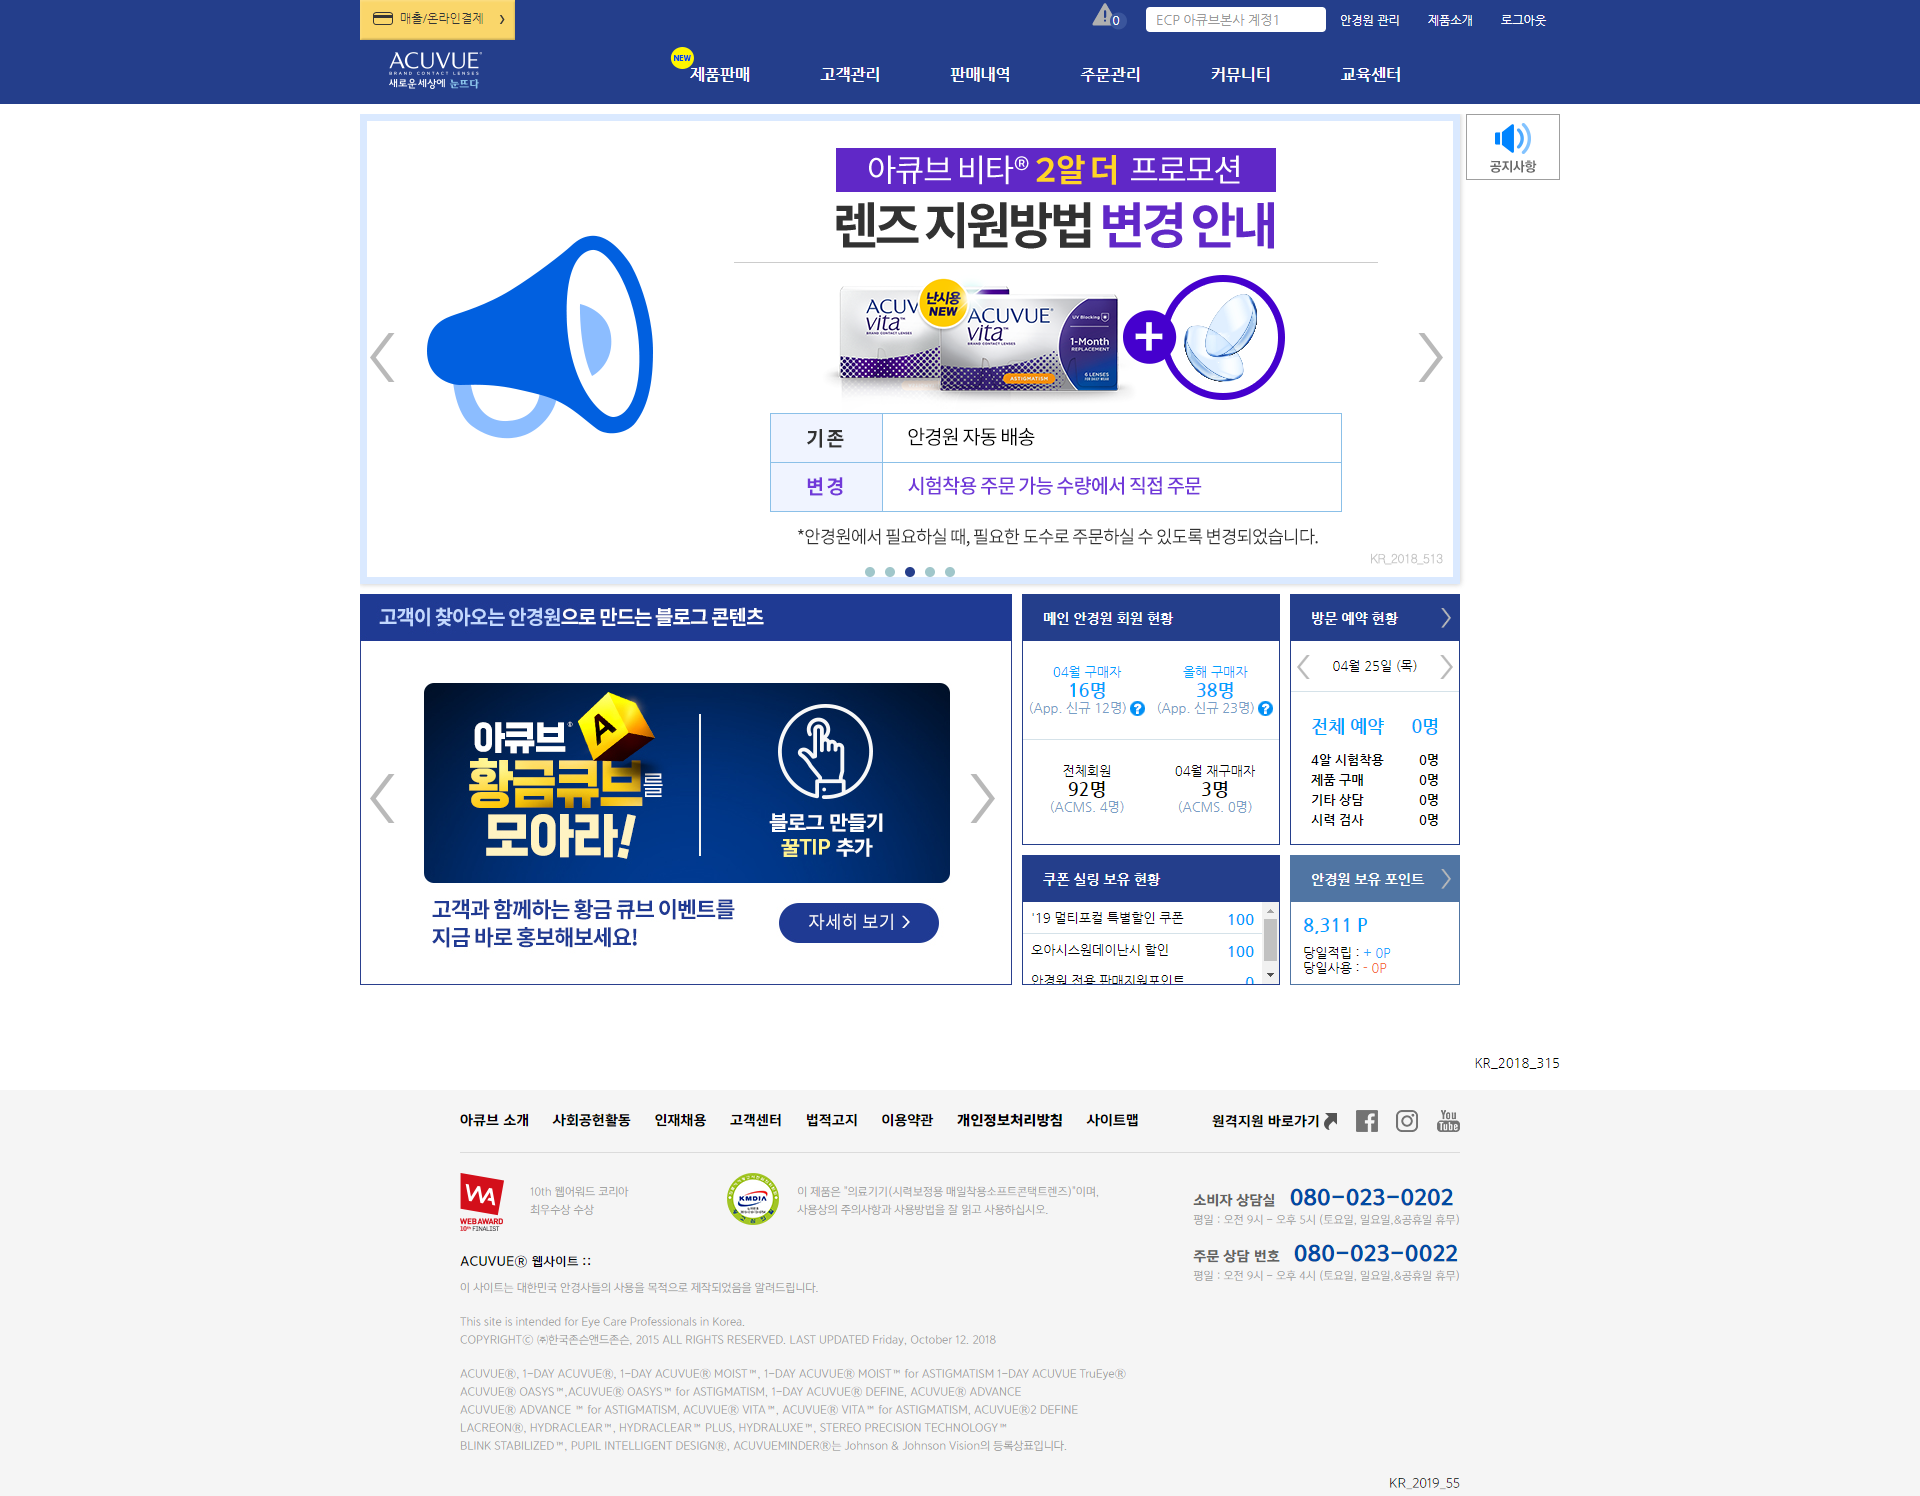 매출/온라인결제
0
ECP 아큐브본사 계정1
안경원 관리
제품소개
로그아웃
ACUVUE®
BRAND CONTACT LENSES
새로운 세상에 눈뜨다
NEW
제품판매
고객관리
판매내역
주문관리
커뮤니티
교육센터
공지사항
아큐브 비타® 2알 더 프로모션
렌즈 지원방법 변경 안내
난시용
NEW
ACUV
vita™
BRAND CONTACT LENSES
ACUVUE®
vita™
BRAND CONTACT LENSES
UV Blocking
1-Month
REPLACEMENT
ASTIGMATISM
6 LENSES
기존
안경원 자동 배송
변경
시험착용 주문 가능 수량에서 직접 주문
*안경원에서 필요하실 때, 필요한 도수로 주문하실 수 있도록 변경되었습니다.
KR_2018_513
고객이 찾아오는 안경원으로 만드는 블로그 콘텐츠
아큐브®
A
황금큐브를
모아라!
블로그 만들기
꿀TIP 추가
고객과 함께하는 황금 큐브 이벤트를
지금 바로 홍보해보세요!
자세히 보기
메인 안경원 회원 현황
04월 구매자
16명
(App. 신규 12명)
올해 구매자
38명
(App. 신규 23명)
전체회원
92명
(ACMS. 4명)
04월 재구매자
3명
(ACMS. 0명)
방문 예약 현황
04월 25일 (목)
전체 예약 0명
4알 시험착용 0명
제품 구매 0명
기타 상담 0명
시력 검사 0명
쿠폰 실링 보유 현황
'19 멀티포컬 특별할인 쿠폰 100
오아시스원데이난시 할인 100
안경원 전용 판매지원포인트 0
안경원 보유 포인트
8,311 P
당일적립 : + 0P
당일사용 : - 0P
KR_2018_315
아큐브 소개
사회공헌활동
인재채용
고객센터
법적고지
이용약관
개인정보처리방침
사이트맵
원격지원 바로가기
You
Tube
WA
WEB AWARD
10th FINALIST
10th 웹어워드 코리아
최우수상 수상
KMDIA
이 제품은 "의료기기(시력보정용 매일착용소프트콘택트렌즈)"이며,
사용상의 주의사항과 사용방법을 잘 읽고 사용하십시오.
소비자 상담실 080-023-0202
평일 : 오전 9시 - 오후 5시 (토요일, 일요일,&공휴일 휴무)
주문 상담 번호 080-023-0022
평일 : 오전 9시 - 오후 4시 (토요일, 일요일,&공휴일 휴무)
ACUVUE® 웹사이트 ::
이 사이트는 대한민국 안경사들의 사용을 목적으로 제작되었음을 알려드립니다.
This site is intended for Eye Care Professionals in Korea.
COPYRIGHTⓒ ㈜한국존슨앤드존슨, 2015 ALL RIGHTS RESERVED. LAST UPDATED Friday, October 12. 2018
ACUVUE®, 1-DAY ACUVUE®, 1-DAY ACUVUE® MOIST™, 1-DAY ACUVUE® MOIST™ for ASTIGMATISM 1-DAY ACUVUE TruEye®
ACUVUE® OASYS™,ACUVUE® OASYS™ for ASTIGMATISM, 1-DAY ACUVUE® DEFINE, ACUVUE® ADVANCE
ACUVUE® ADVANCE ™ for ASTIGMATISM, ACUVUE® VITA™, ACUVUE® VITA™ for ASTIGMATISM, ACUVUE®2 DEFINE
LACREON®, HYDRACLEAR™, HYDRACLEAR™ PLUS, HYDRALUXE™, STEREO PRECISION TECHNOLOGY™
BLINK STABILIZED™, PUPIL INTELLIGENT DESIGN®, ACUVUEMINDER®는 Johnson & Johnson Vision의 등록상표입니다.
KR_2019_55